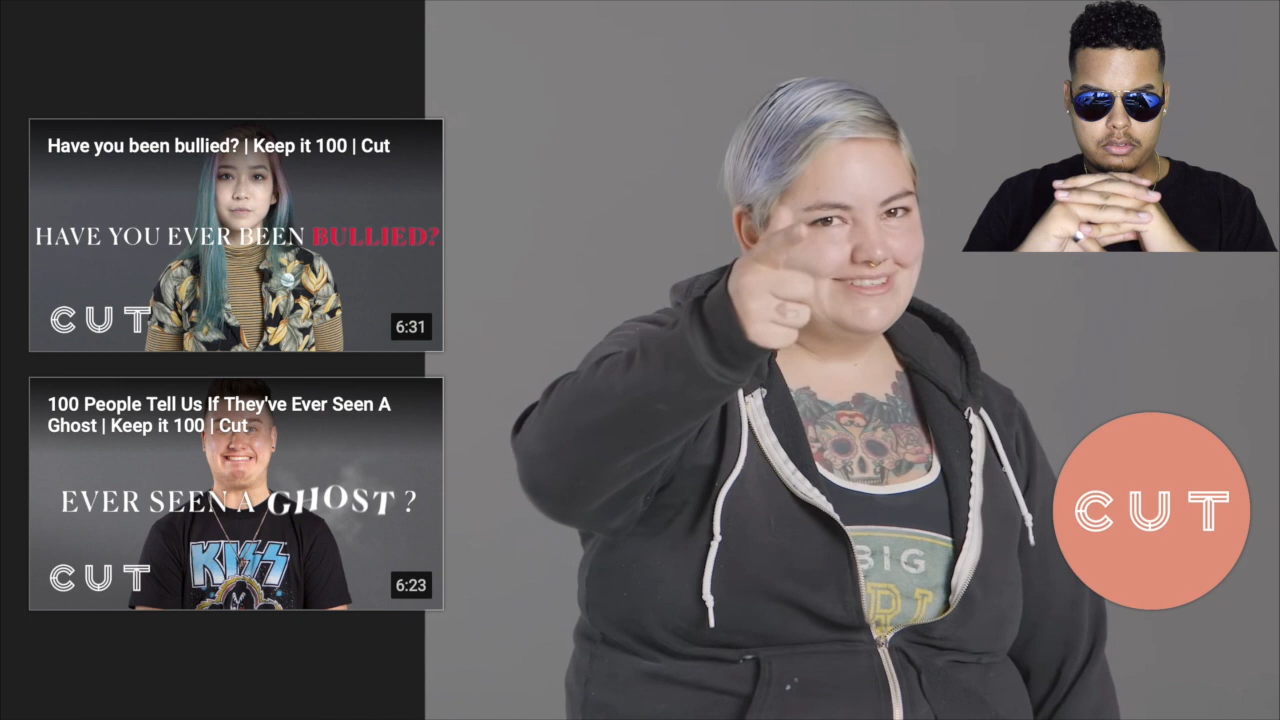 Have you been bullied? | Keep it 100 | Cut
HAVE YOU EVER BEEN BULLIED?
CUT
6:31
100 People Tell Us If They've Ever Seen A
Ghost | Keep it 100 | Cut
EVER SEEN A GHOST ?
KISS
CUT
6:23
BIG
CUT